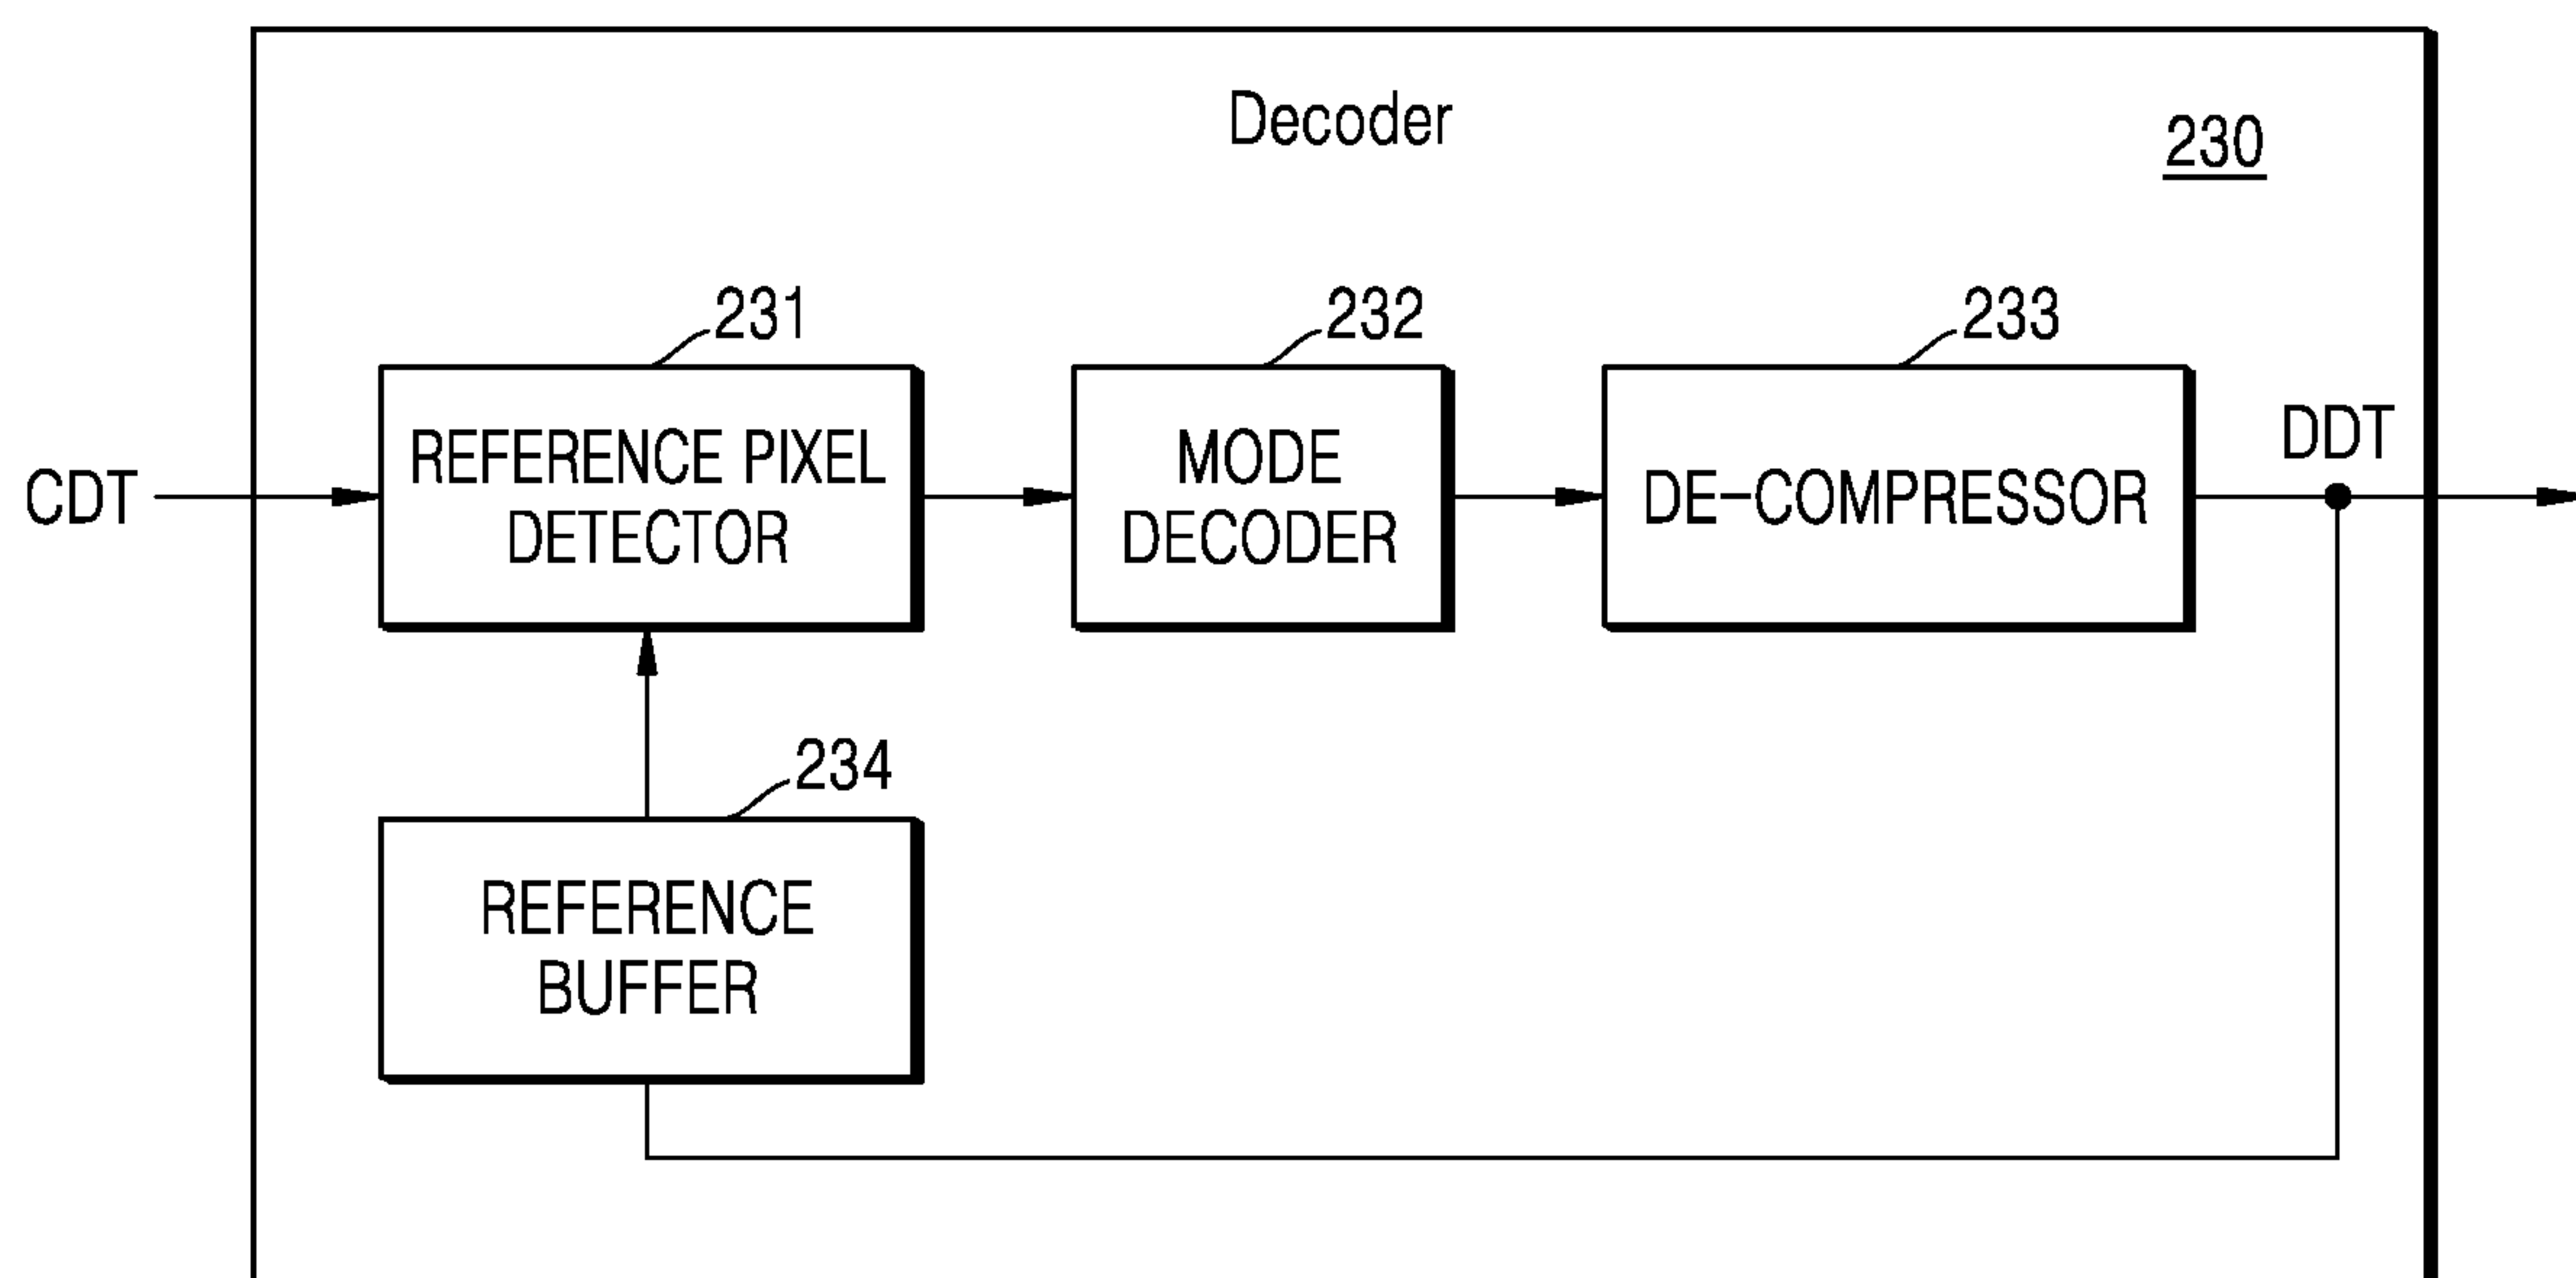 Decoder
230
231
232
233
CDT
REFERENCE PIXEL
DETECTOR
MODE
DECODER
DE-COMPRESSOR
DDT
234
REFERENCE
BUFFER